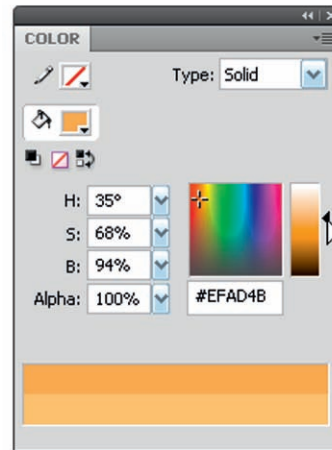 COLOR
Type: Solid
H: 35°
S: 68%
B: 94%
Alpha: 100%
#EFAD4B